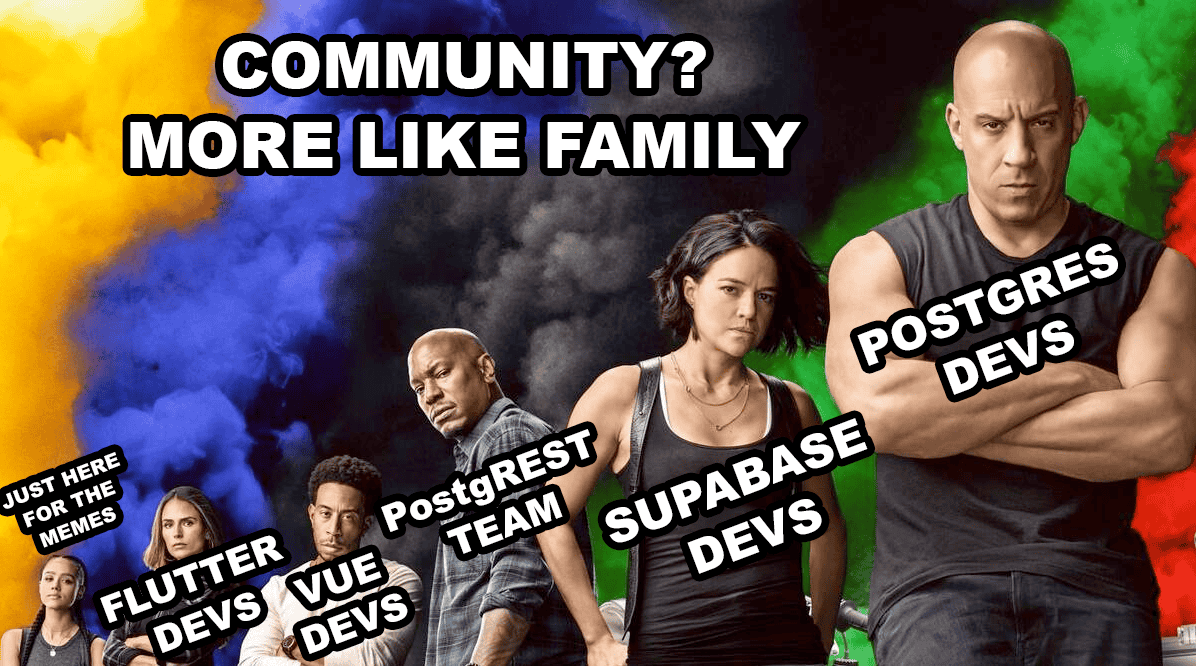 COMMUNITY?
MORE LIKE FAMILY
JUST HERE
FOR THE
MEMES
FLUTTER
DEVS
VUE
DEVS
PostgREST
TEAM
SUPABASE
DEVS
POSTGRES
DEVS